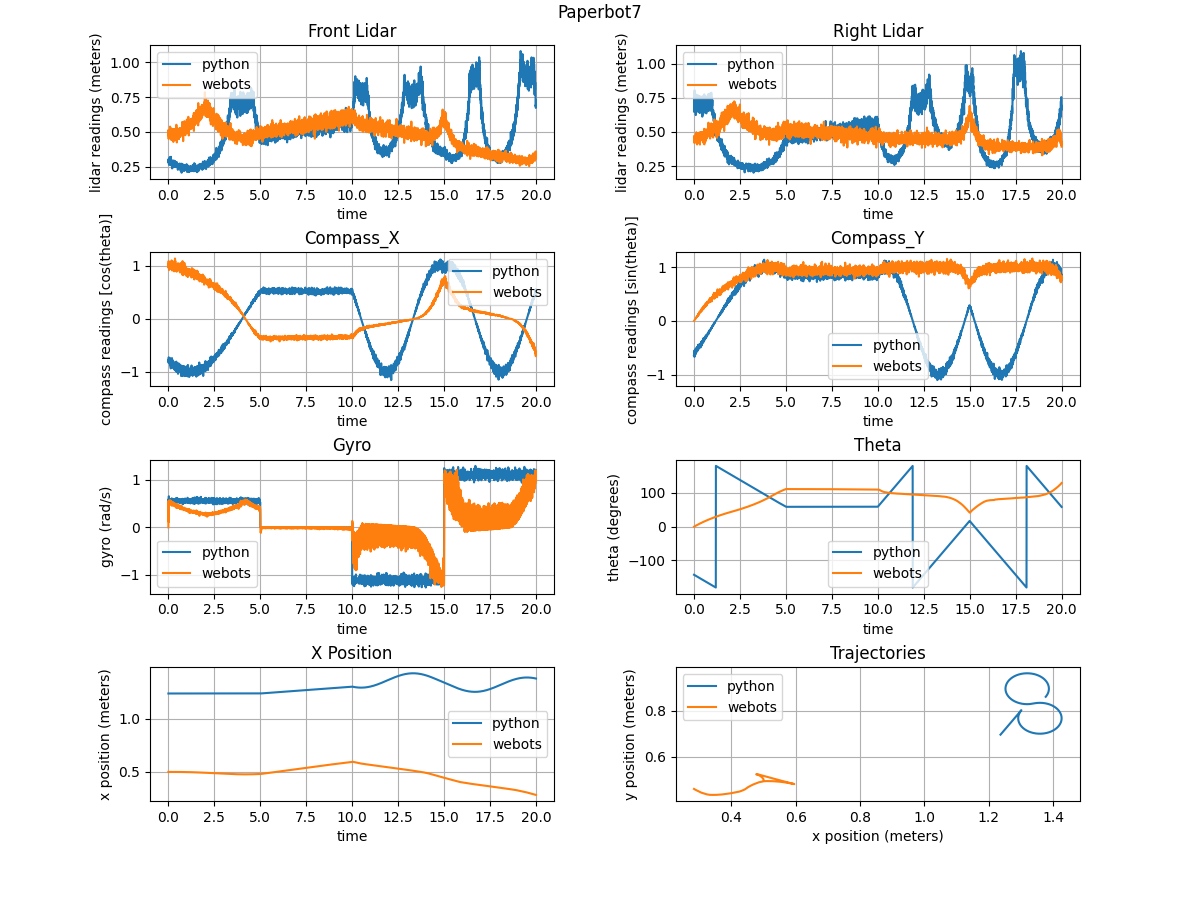 Paperbot7
Front Lidar
lidar readings (meters)
1.00
0.75
0.50
0.25
python
webots
0.0 2.5 5.0 7.5 10.0 12.5 15.0 17.5 20.0
time
Right Lidar
lidar readings (meters)
1.00
0.75
0.50
0.25
python
webots
0.0 2.5 5.0 7.5 10.0 12.5 15.0 17.5 20.0
time
Compass_X
compass readings [cos(theta)]
1
0
−1
python
webots
0.0 2.5 5.0 7.5 10.0 12.5 15.0 17.5 20.0
time
Compass_Y
compass readings [sin(theta)]
1
0
−1
python
webots
0.0 2.5 5.0 7.5 10.0 12.5 15.0 17.5 20.0
time
Gyro
gyro (rad/s)
1
0
−1
python
webots
0.0 2.5 5.0 7.5 10.0 12.5 15.0 17.5 20.0
time
Theta
theta (degrees)
100
0
−100
python
webots
0.0 2.5 5.0 7.5 10.0 12.5 15.0 17.5 20.0
time
X Position
x position (meters)
1.0
0.5
python
webots
0.0 2.5 5.0 7.5 10.0 12.5 15.0 17.5 20.0
time
Trajectories
y position (meters)
0.8
0.6
python
webots
0.4 0.6 0.8 1.0 1.2 1.4
x position (meters)